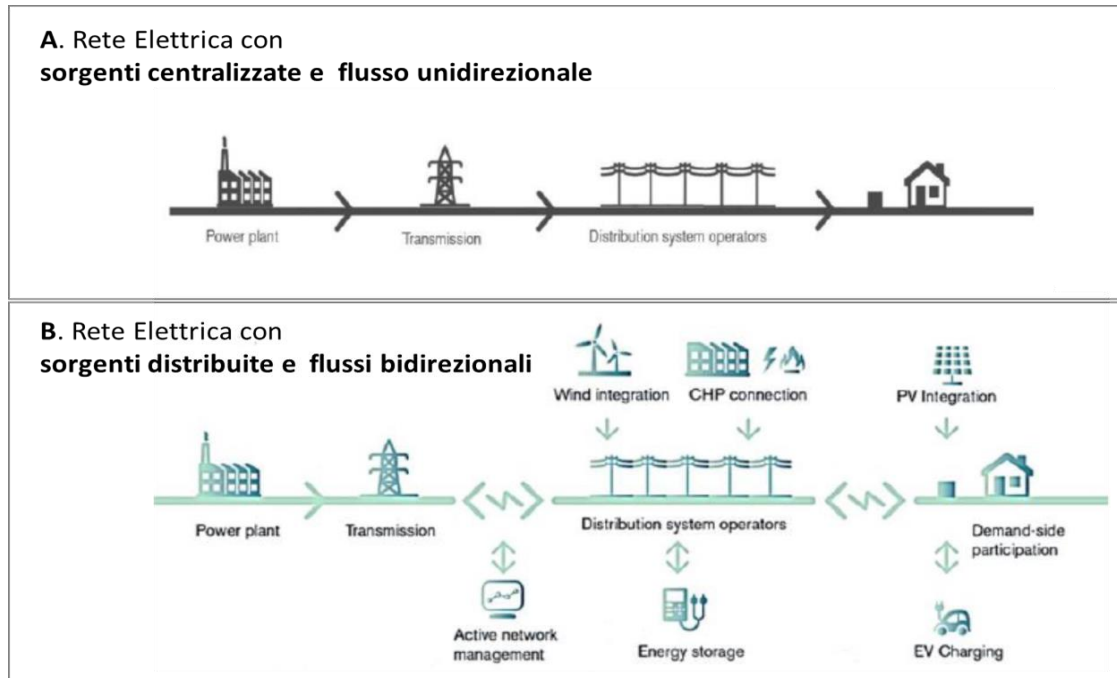 A. Rete Elettrica con
sorgenti centralizzate e flusso unidirezionale
Power plant
Transmission
Distribution system operators
B. Rete Elettrica con
sorgenti distribuite e flussi bidirezionali
Wind integration
CHP connection
PV Integration
Power plant
Transmission
Distribution system operators
Demand-side
participation
Active network
management
Energy storage
EV Charging